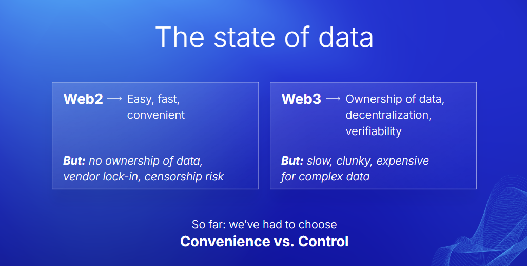 The state of data
Web2 → Easy, fast,
convenient
But: no ownership of data,
vendor lock-in, censorship risk
Web3 → Ownership of data,
decentralization,
verifiability
But: slow, clunky, expensive
for complex data
So far: we've had to choose
Convenience vs. Control